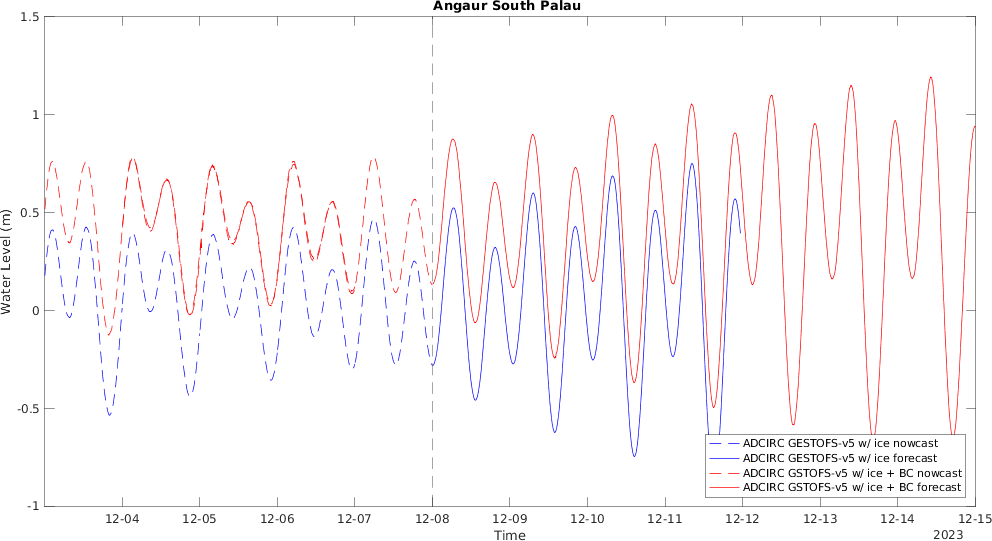 Angaur South Palau
1.5
1
0.5
0
-0.5
-1
Water Level (m)
12-04 12-05 12-06 12-07 12-08 12-09 12-10 12-11 12-12 12-13 12-14 12-15
Time
2023
ADCIRC GESTOFS-v5 w/ ice nowcast
ADCIRC GESTOFS-v5 w/ ice forecast
ADCIRC GSTOFS-v5 w/ ice + BC nowcast
ADCIRC GSTOFS-v5 w/ ice + BC forecast